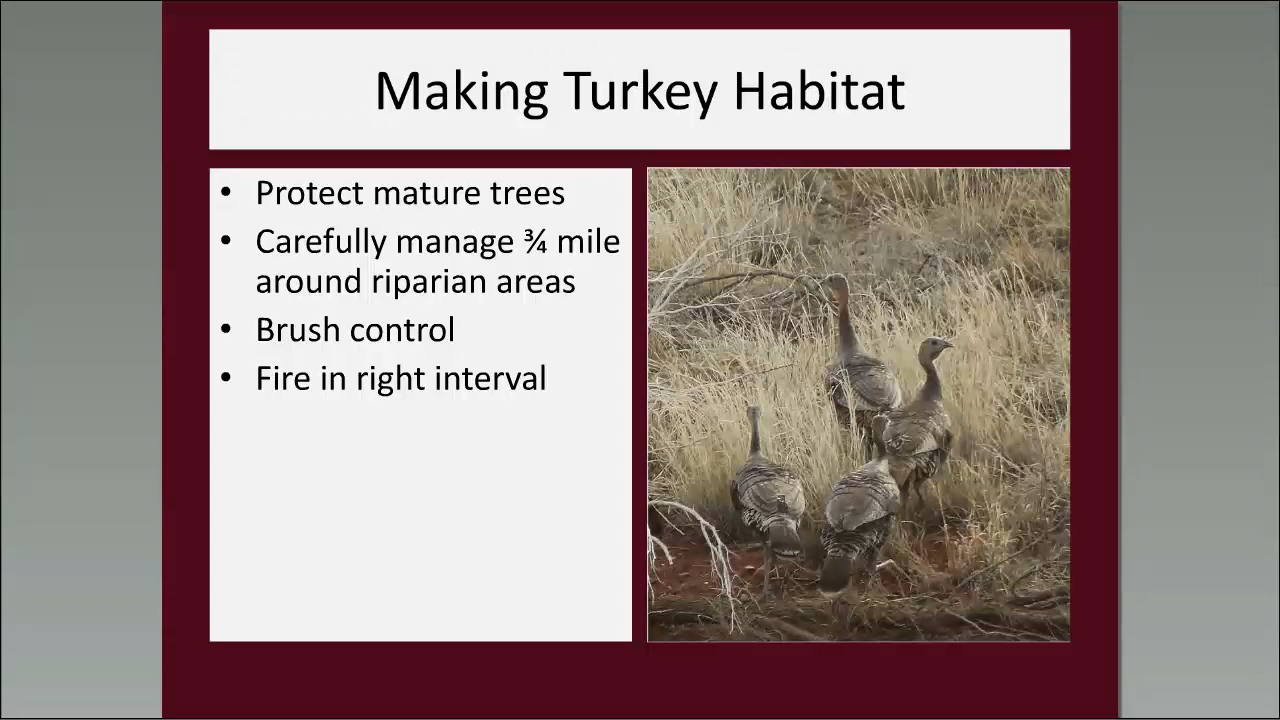 Making Turkey Habitat
• Protect mature trees
• Carefully manage ¾ mile
around riparian areas
• Brush control
• Fire in right interval